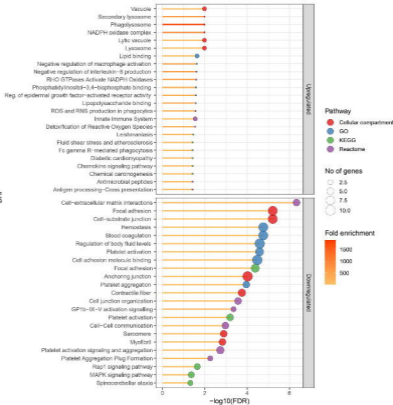 Vacuole
Secondary lysosome
Phagolysosome
NADPH oxidase complex
Lytic vacuole
Lysosome
Lipid binding
Negative regulation of macrophage activation
Negative regulation of interleukin-8 production
RHO GTPases Activate NADPH Oxidases
Phosphatidylinositol-3,4-bisphosphate binding
Reg. of epidermal growth factor-activated receptor activity
Lipopolysaccharide binding
ROS and RNS production in phagocytes
Innate Immune System
Detoxification of Reactive Oxygen Species
Leishmaniasis
Fluid shear stress and atherosclerosis
Fc gamma R-mediated phagocytosis
Diabetic cardiomyopathy
Chemokine signaling pathway
Chemical carcinogenesis
Antimicrobial peptides
Antigen processing-Cross presentation
Upregulated
Cell-extracellular matrix interactions
Focal adhesion
Cell-substrate junction
Hemostasis
Blood coagulation
Regulation of body fluid levels
Platelet activation
Cell adhesion molecule binding
Focal adhesion
Anchoring junction
Platelet aggregation
Contractile fiber
Cell junction organization
GP1b-IX-V activation signalling
Platelet activation
Cell-Cell communication
Sarcomere
Myofibril
Platelet activation signaling and aggregation
Platelet Aggregation Plug Formation
Rap1 signaling pathway
MAPK signaling pathway
Spinocerebellar ataxia
Downregulated
0 2 4 6
-log10(FDR)
Pathway
Cellular compartment
GO
KEGG
Reactome
No of genes
2.5
5.0
7.5
10.0
Fold enrichment
1500
1000
500